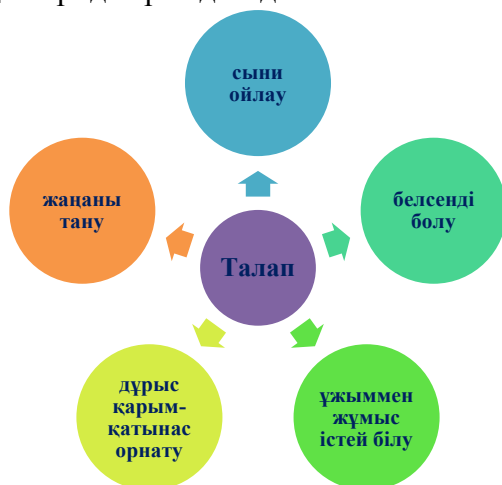 сыни
ойлау
жаңаны
тану
белсенді
болу
Талап
дұрыс
қарым-
қатынас
орнату
ұжыммен
жұмыс
істей білу